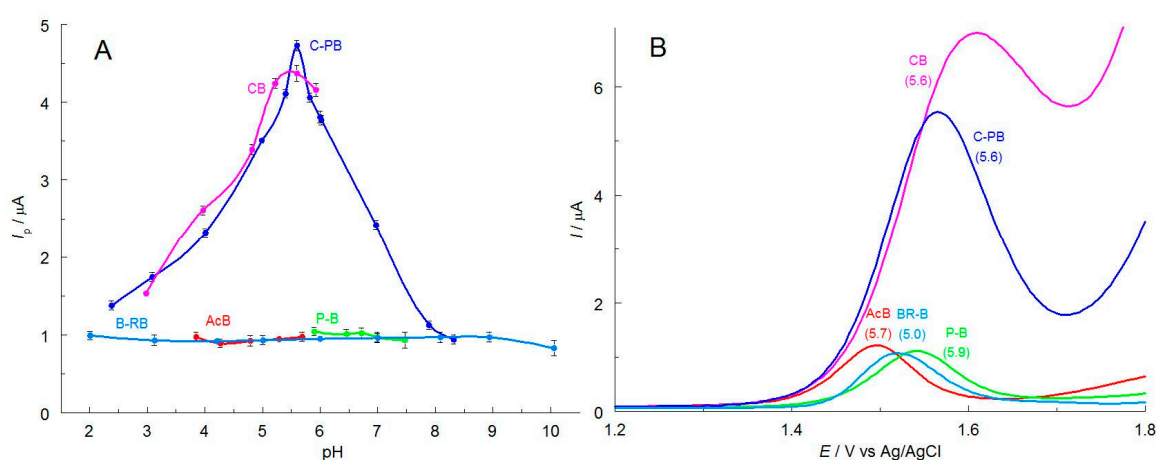 A
5
4
3
2
1
0
I_p / μA
C-PB
CB
B-RB
AcB
P-B
2 3 4 5 6 7 8 9 10
pH
B
6
4
2
0
I / μA
CB
(5.6)
C-PB
(5.6)
AcB
(5.7)
BR-B
(5.0)
P-B
(5.9)
1.2 1.4 1.6 1.8
E / V vs Ag/AgCl